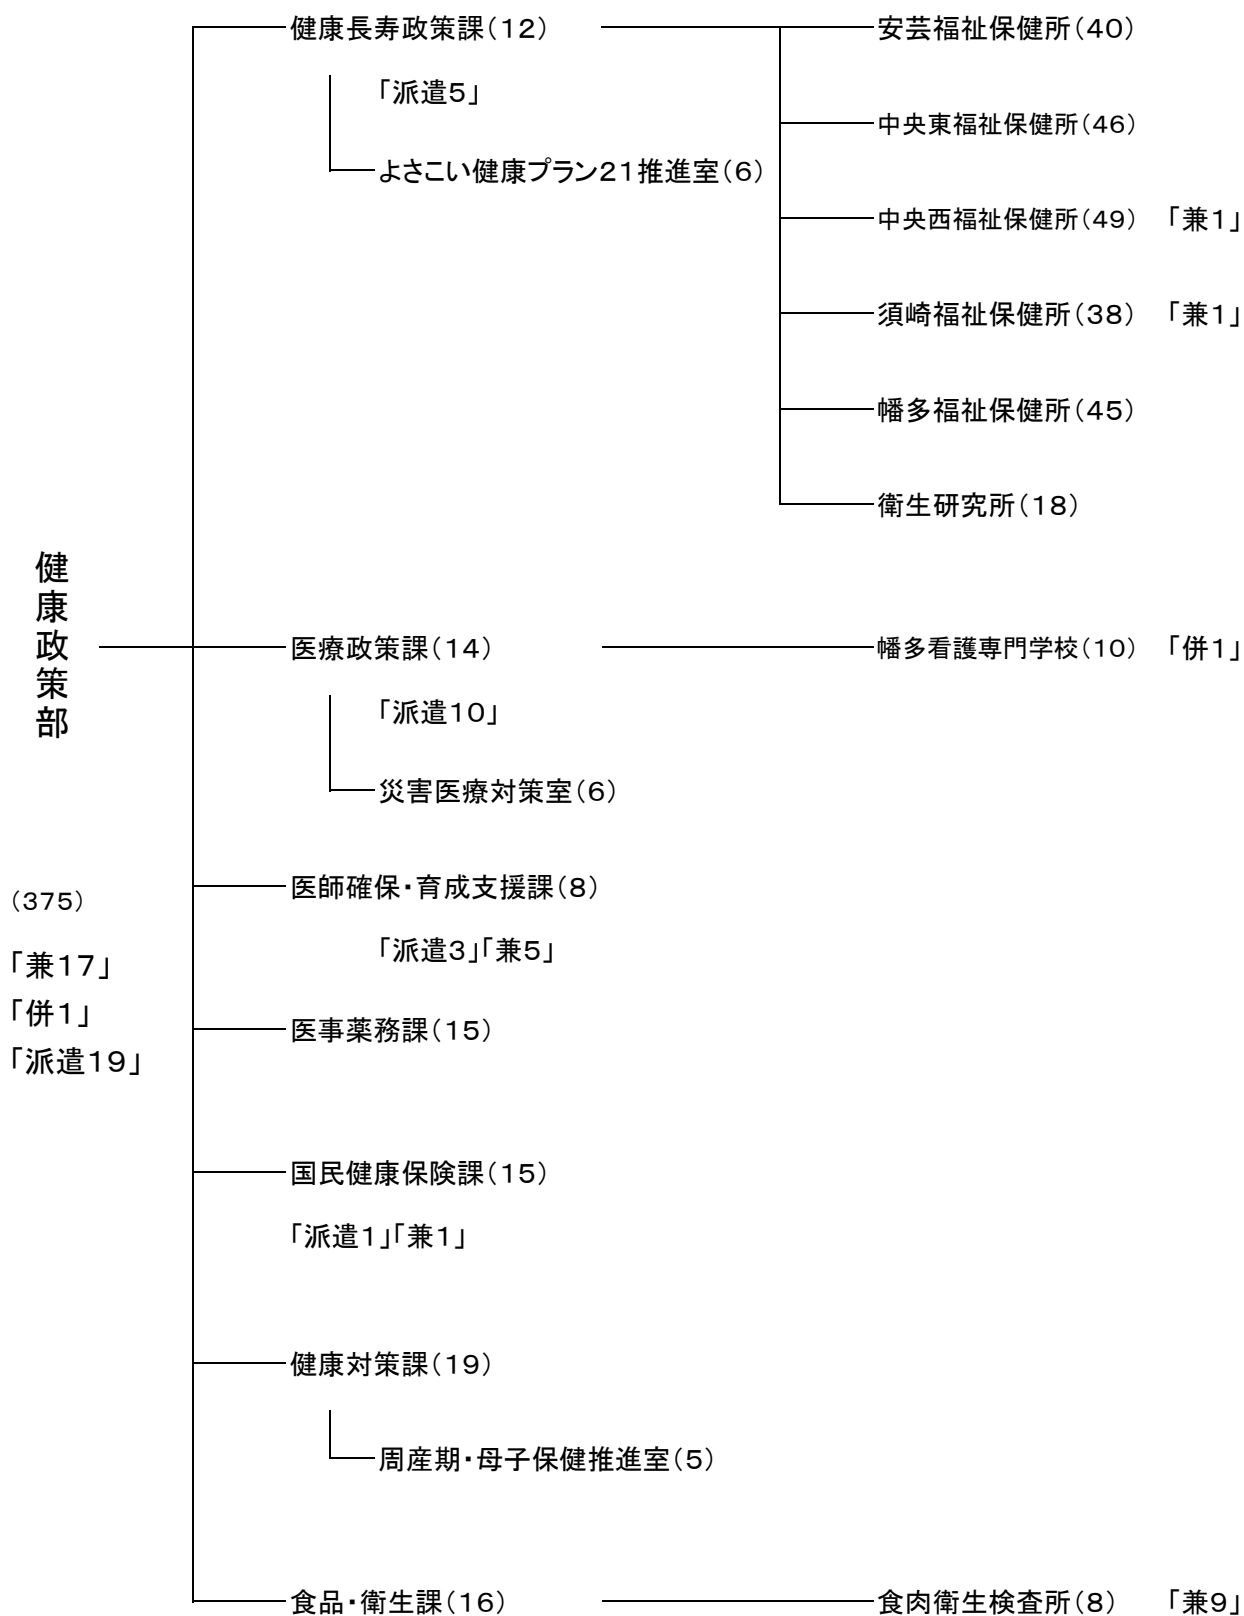 健康政策部
（375）
「兼17」
「併1」
「派遣19」
健康長寿政策課（12）
「派遣5」
よさこい健康プラン21推進室（6）
安芸福祉保健所（40）
中央東福祉保健所（46）
中央西福祉保健所（49） 「兼1」
須崎福祉保健所（38） 「兼1」
幡多福祉保健所（45）
衛生研究所（18）
医療政策課（14）
「派遣10」
災害医療対策室（6）
幡多看護専門学校（10） 「併1」
医師確保・育成支援課（8）
「派遣3」「兼5」
医事薬務課（15）
国民健康保険課（15）
「派遣1」「兼1」
健康対策課（19）
周産期・母子保健推進室（5）
食品・衛生課（16）
食肉衛生検査所（8） 「兼9」